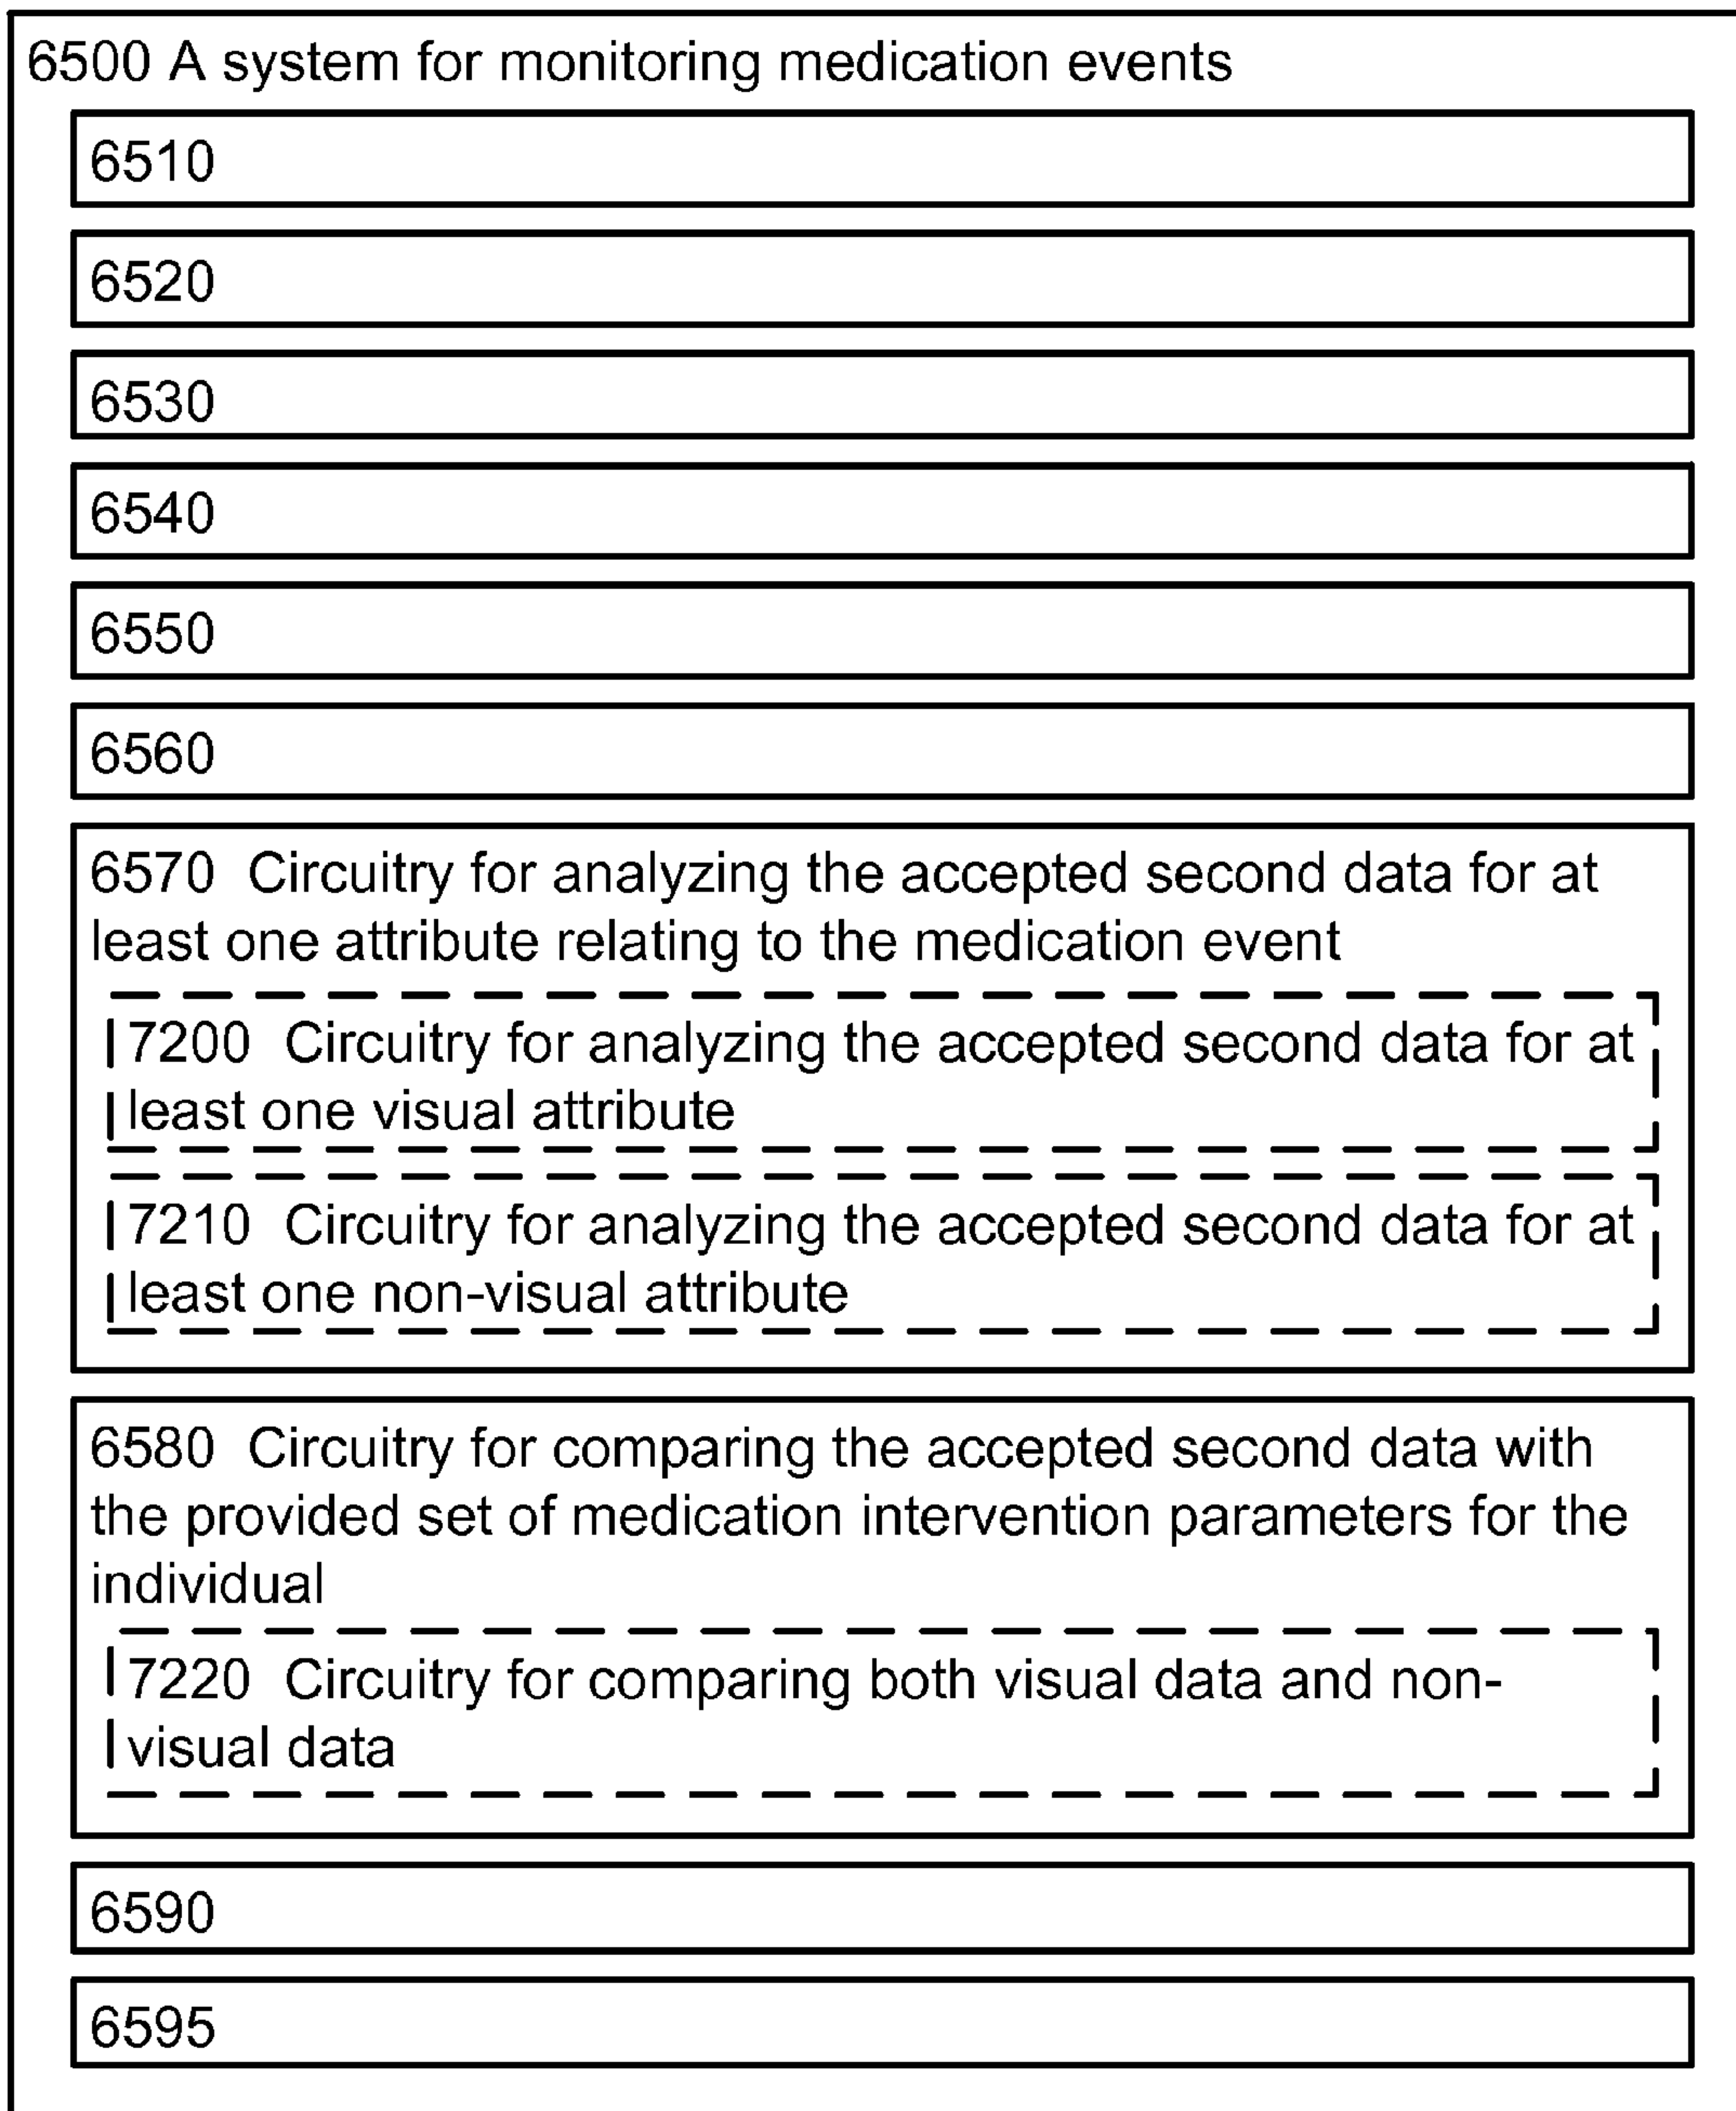 6500 A system for monitoring medication events
6510
6520
6530
6540
6550
6560
6570 Circuitry for analyzing the accepted second data for at
least one attribute relating to the medication event
7200 Circuitry for analyzing the accepted second data for at
least one visual attribute
7210 Circuitry for analyzing the accepted second data for at
least one non-visual attribute
6580 Circuitry for comparing the accepted second data with
the provided set of medication intervention parameters for the
individual
7220 Circuitry for comparing both visual data and non-
visual data
6590
6595